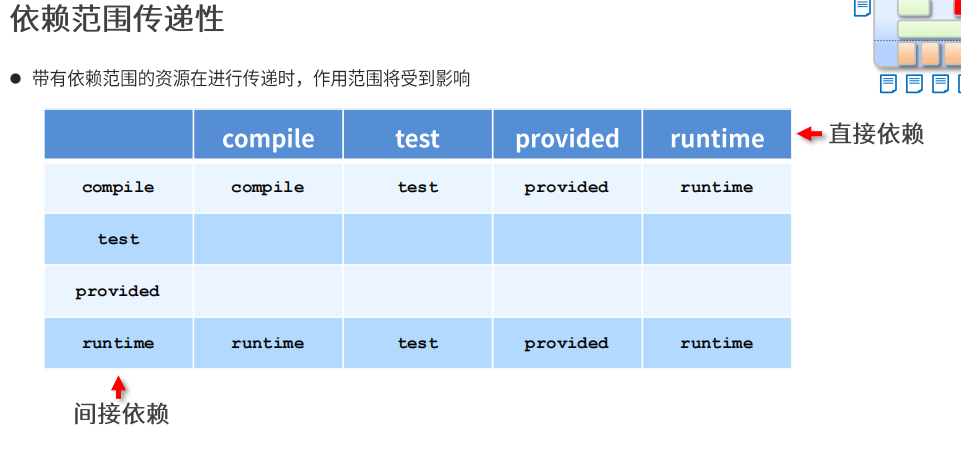 依赖范围传递性
● 带有依赖范围的资源在进行传递时，作用范围将受到影响
compile test provided runtime
直接依赖
compile compile test provided runtime
test
provided
runtime runtime test provided runtime
间接依赖